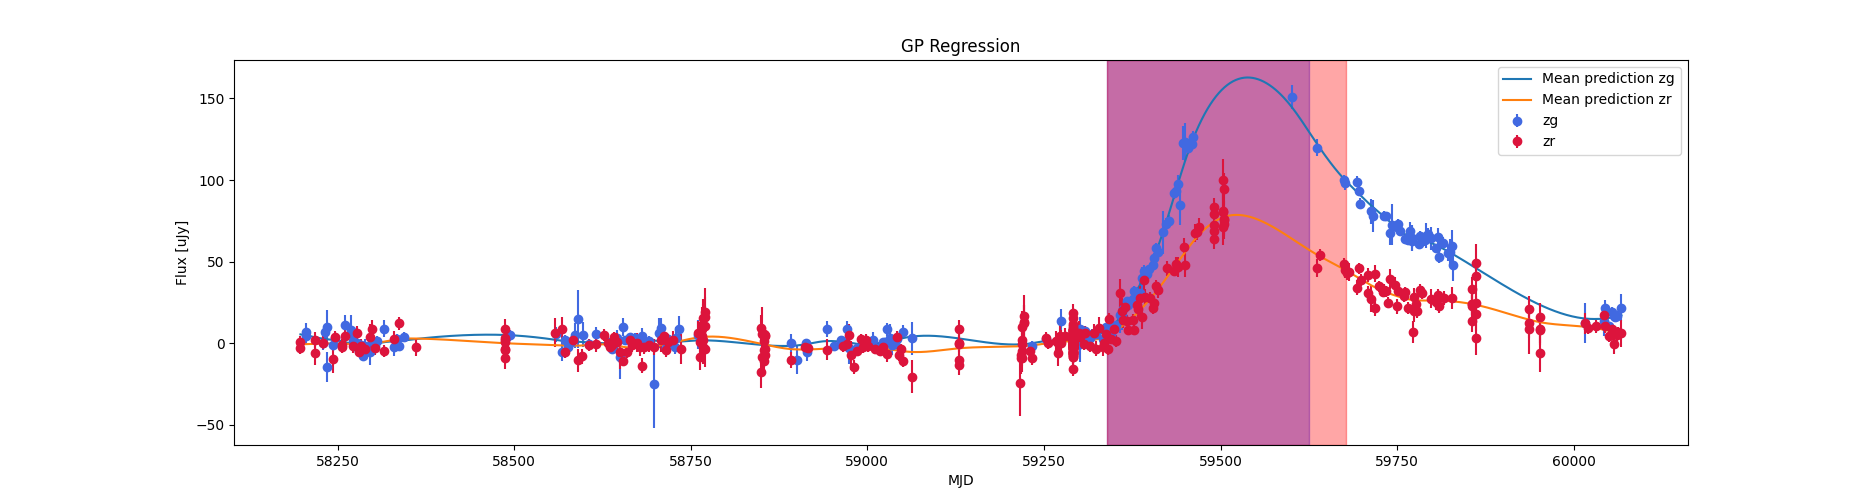 GP Regression
Flux [uJy]
150
100
50
0
−50
Mean prediction zg
Mean prediction zr
zg
zr
58250 58500 58750 59000 59250 59500 59750 60000
MJD